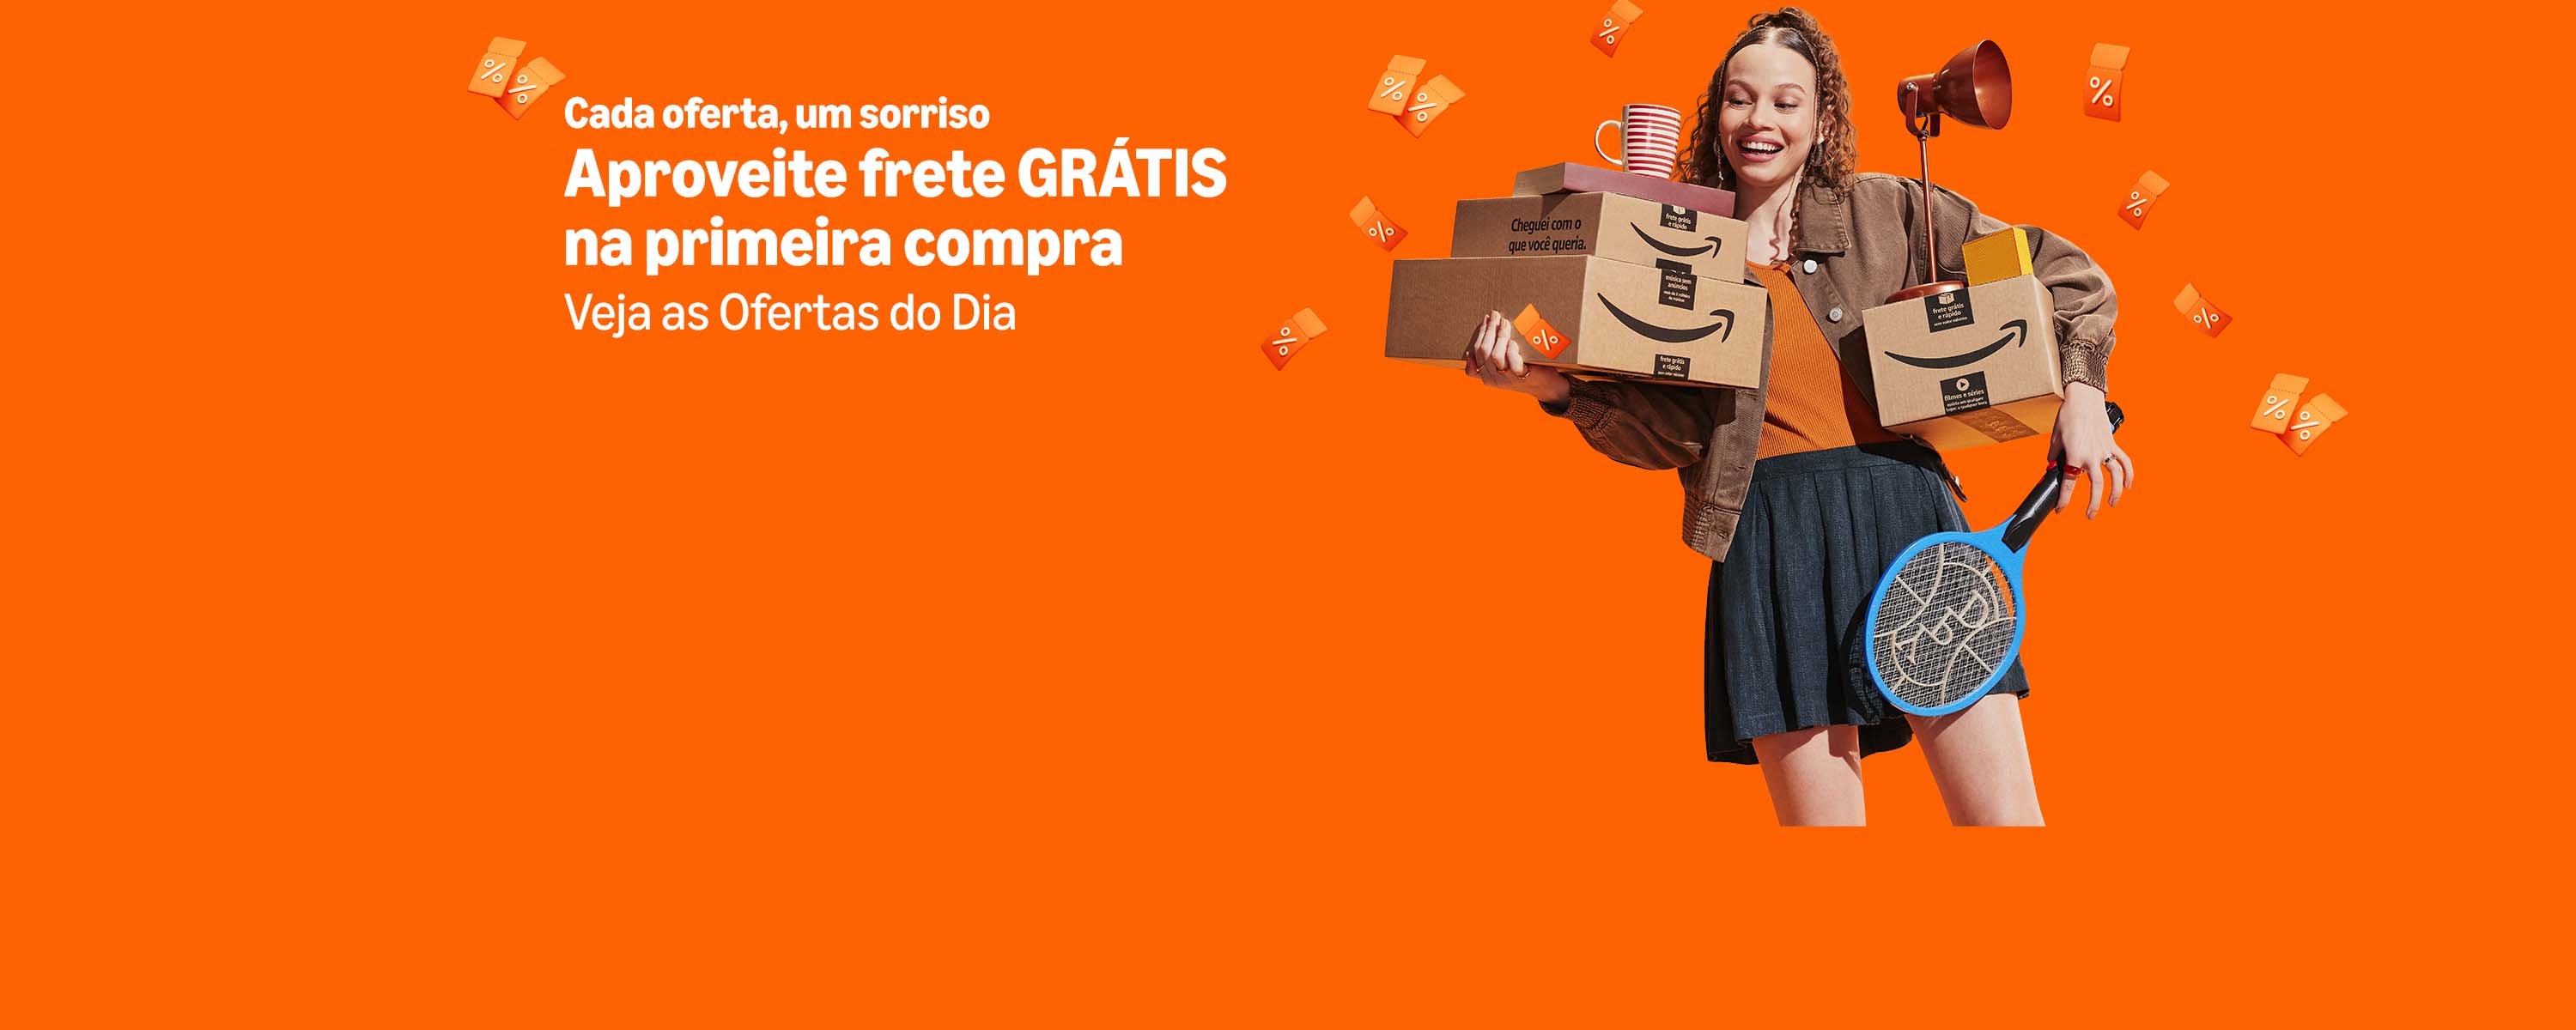 Cada oferta, um sorriso
Aproveite frete GRÁTIS
na primeira compra
Veja as Ofertas do Dia
Cheguei com o
que você queria.
frete grátis
e rápido
música sem
anúncios
frete grátis
e rápido
frete grátis
e rápido
filmes e séries
%
%
%
%
%
%
%
%
%
%
%
%
%